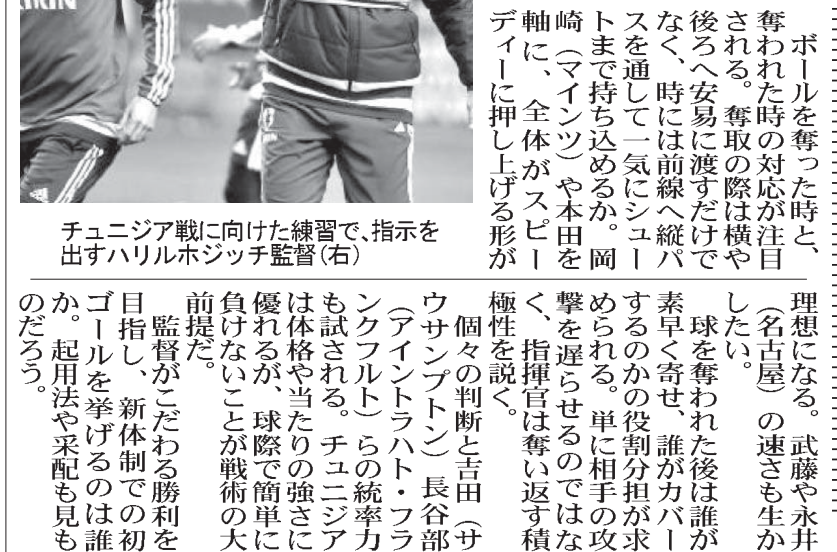 ボールを奪った時と、
奪われた時の対応が注目
される。奪取の際は横や
後ろへ安易に渡すだけで
なく、時には前線へ縦パ
スを通して一気にシュー
トまで持ち込めるか。岡
崎（マインツ）や本田を
軸に、全体がスピー
ディーに押し上げる形が
理想になる。武藤や永井
（名古屋）の速さも生か
したい。
球を奪われた後は誰が
素早く寄せ、誰がカバー
するのかの役割分担が求
められる。単に相手の攻
撃を遅らせるのではな
く、指揮官は奪い返す積
極性を説く。
個々の判断と吉田（サ
ウサンプトン）長谷部
（アイントラハト・フラ
ンクフルト）らの統率力
も試される。チュニジア
は体格や当たりの強さに
優れるが、球際で簡単に
負けないことが戦術の大
前提だ。
監督がこだわる勝利を
目指し、新体制での初
ゴールを挙げるのは誰
か。起用法や采配も見も
のだろう。
チュニジア戦に向けた練習で、指示を
出すハリルホジッチ監督（右）